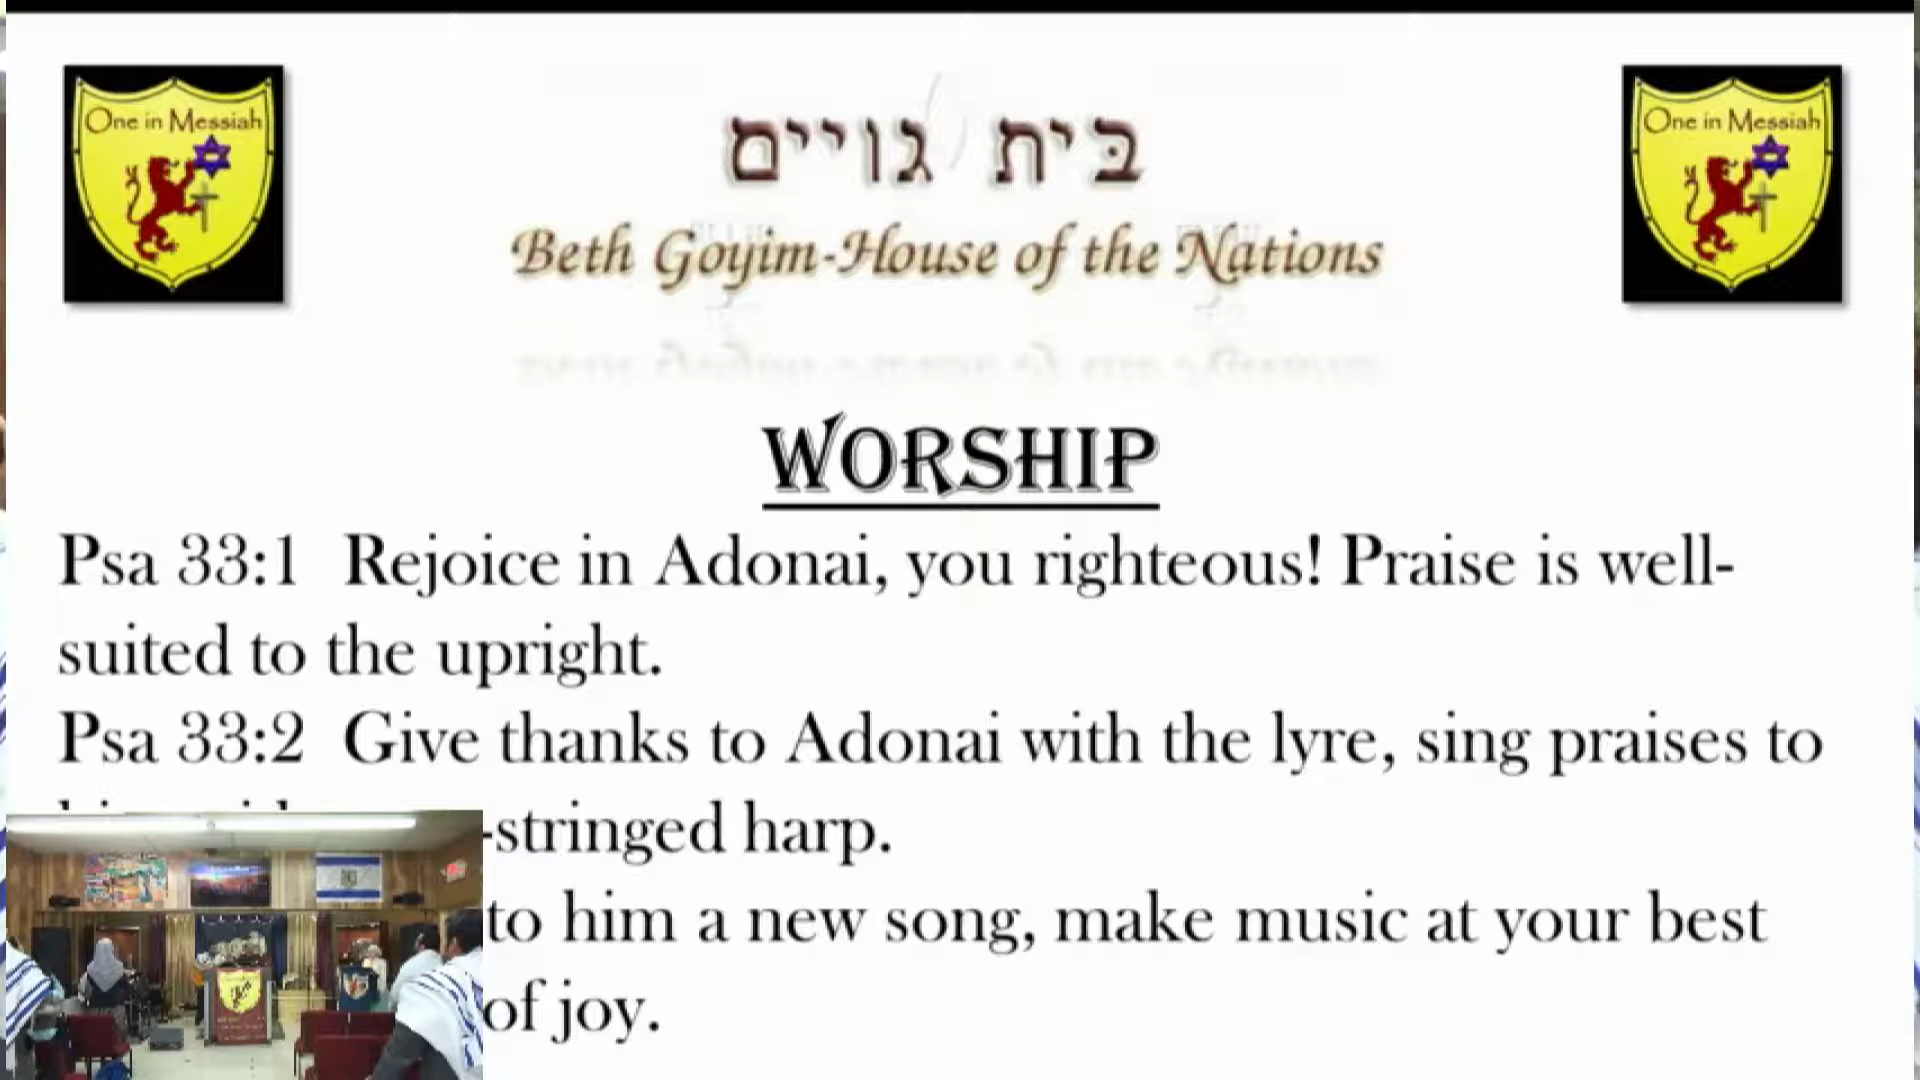 One in Messiah
One in Messiah
בית גויים
Beth Goyim-House of the Nations
WORSHIP
Psa 33:1 Rejoice in Adonai, you righteous! Praise is well-
suited to the upright.
Psa 33:2 Give thanks to Adonai with the lyre, sing praises to
-stringed harp.
to him a new song, make music at your best
of joy.